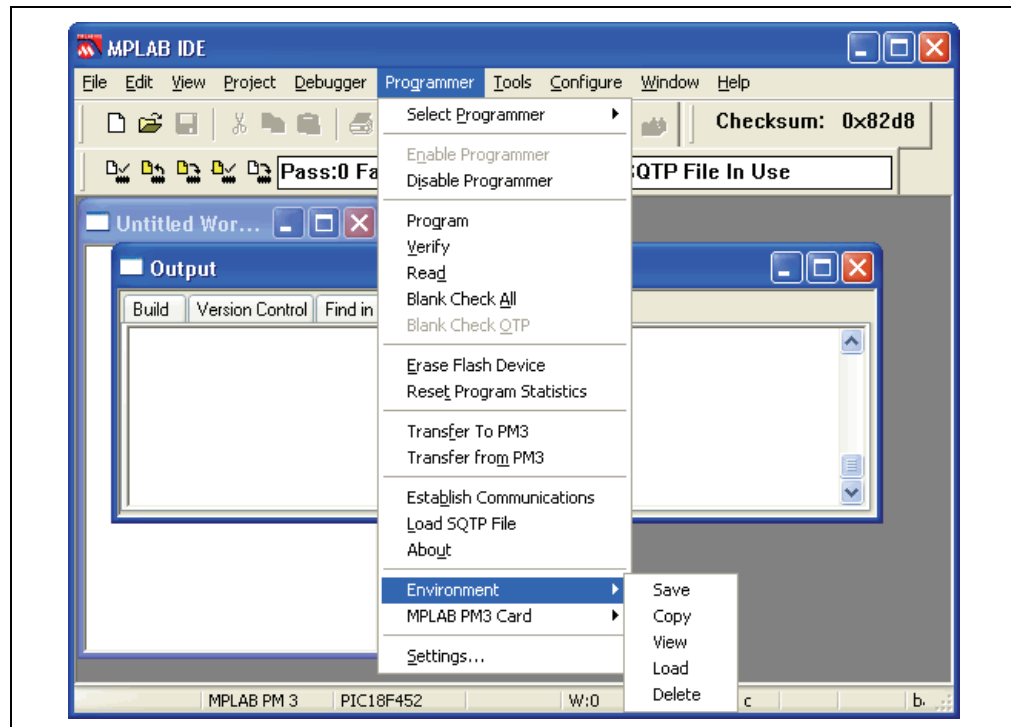 MPLAB IDE
File Edit View Project Debugger Programmer Tools Configure Window Help
Checksum: 0x82d8
Pass:0 Fa
SQTP File In Use
Select Programmer
Enable Programmer
Disable Programmer
Program
Verify
Read
Blank Check All
Blank Check OTP
Erase Flash Device
Reset Program Statistics
Transfer To PM3
Transfer from PM3
Establish Communications
Load SQTP File
About
Environment
MPLAB PM3 Card
Settings...
Save
Copy
View
Load
Delete
Untitled Wor...
Output
Build Version Control Find in
MPLAB PM 3 PIC18F452 W:0 c b.